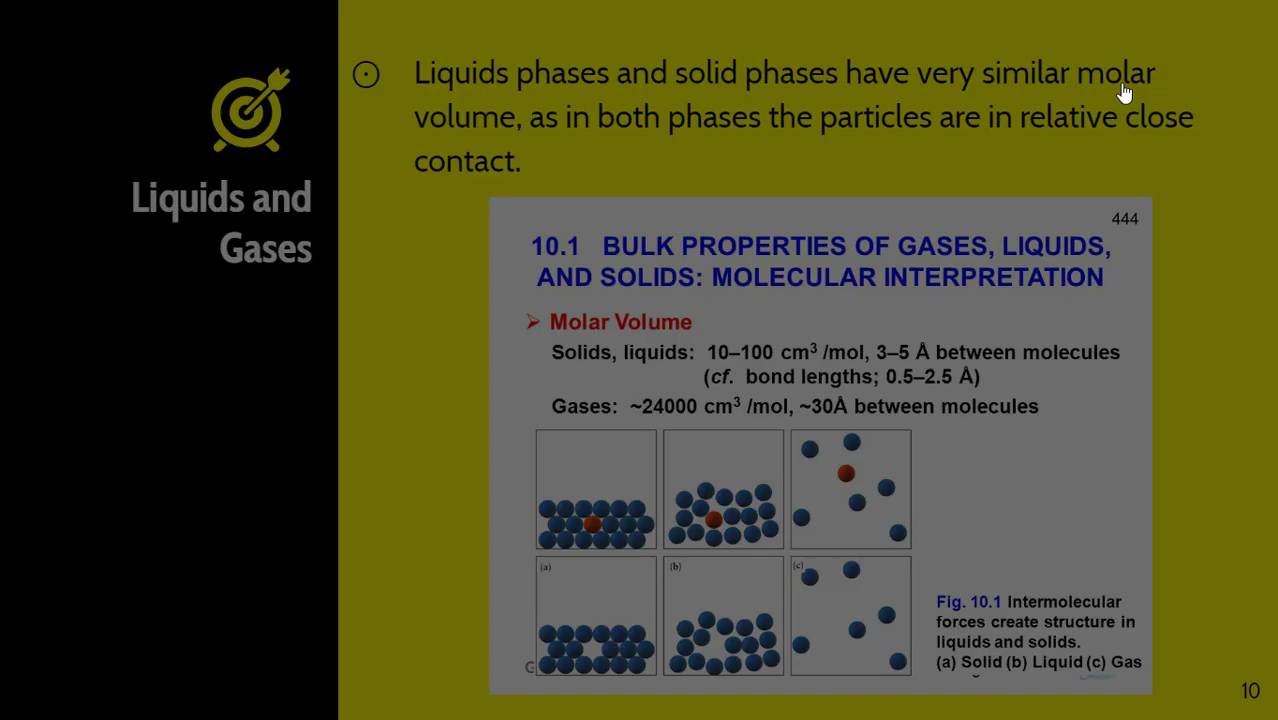 Liquids and
Gases
Liquids phases and solid phases have very similar molar
volume, as in both phases the particles are in relative close
contact.
444
10.1 BULK PROPERTIES OF GASES, LIQUIDS,
AND SOLIDS: MOLECULAR INTERPRETATION
Molar Volume
Solids, liquids: 10–100 cm³ /mol, 3–5 Å between molecules
(cf. bond lengths; 0.5–2.5 Å)
Gases: ~24000 cm³ /mol, ~30Å between molecules
(a) (b) (c)
Fig. 10.1 Intermolecular
forces create structure in
liquids and solids.
(a) Solid (b) Liquid (c) Gas
10